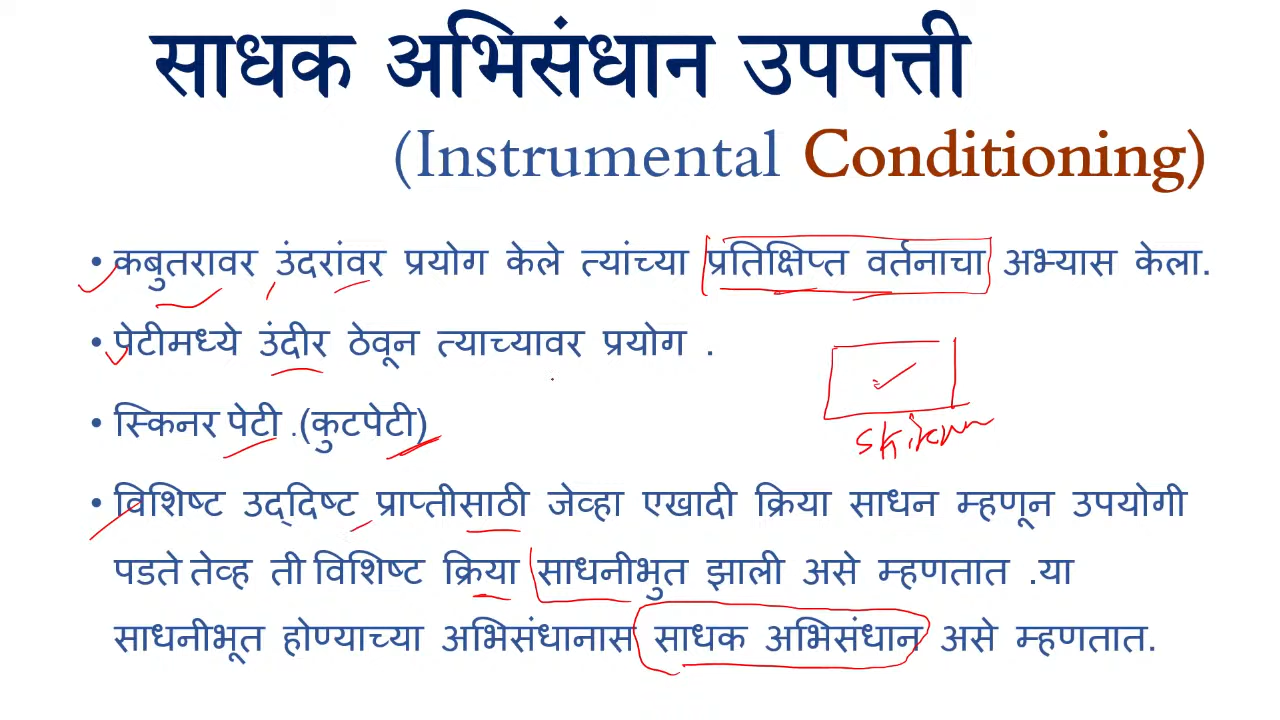 साधक अभिसंधान उपपत्ती
(Instrumental Conditioning)
• कबुतरावर उंदरांवर प्रयोग केले त्यांच्या प्रतिक्षिप्त वर्तनाचा अभ्यास केला.
• पेटीमध्ये उंदीर ठेवून त्याच्यावर प्रयोग .
• स्किनर पेटी .(कुटपेटी)
• विशिष्ट उद्दिष्ट प्राप्तीसाठी जेव्हा एखादी क्रिया साधन म्हणून उपयोगी
पडते तेव्ह ती विशिष्ट क्रिया साधनीभुत झाली असे म्हणतात .या
साधनीभूत होण्याच्या अभिसंधानास साधक अभिसंधान असे म्हणतात.